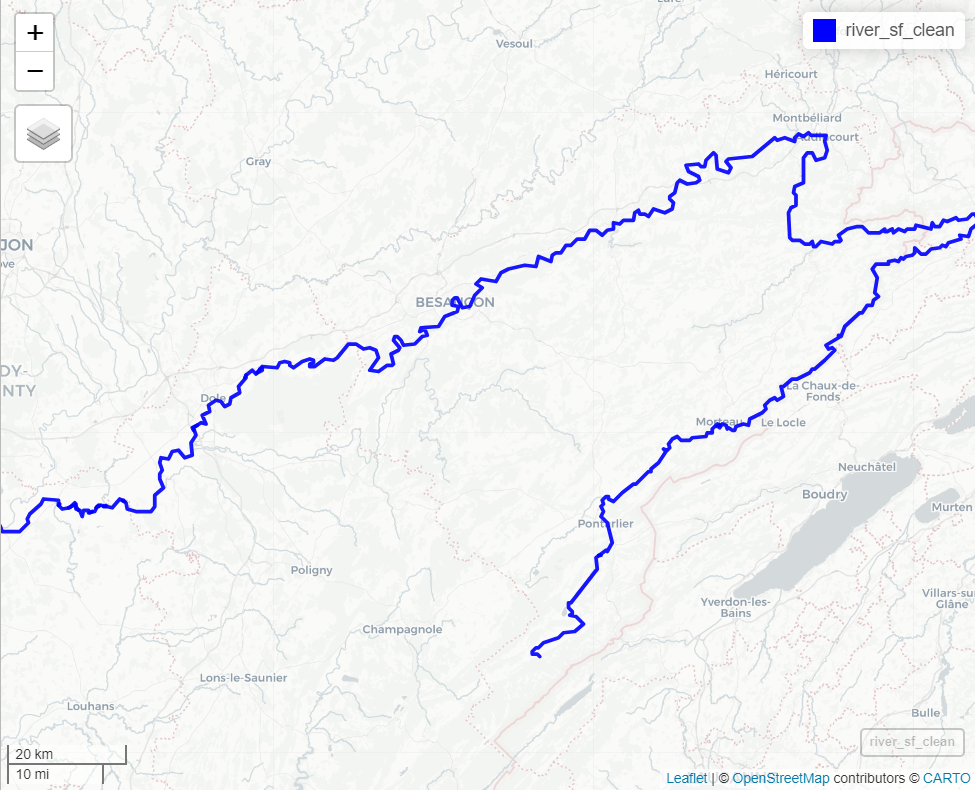 +
river_sf_clean
Vesoul
−
Héricourt
Montbéliard
Audincourt
Gray
JON
ove
BESANÇON
DY-
NTY
La Chaux-de-
Fonds
Dole
Morteau
Le Locle
Neuchâtel
Boudry
Murten
Pontarlier
Poligny
Villars-su
Glâne
Yverdon-les-
Bains
Champagnole
Lons-le-Saunier
Louhans
Bulle
20 km
10 mi
river_sf_clean
Leaflet | © OpenStreetMap contributors © CARTO